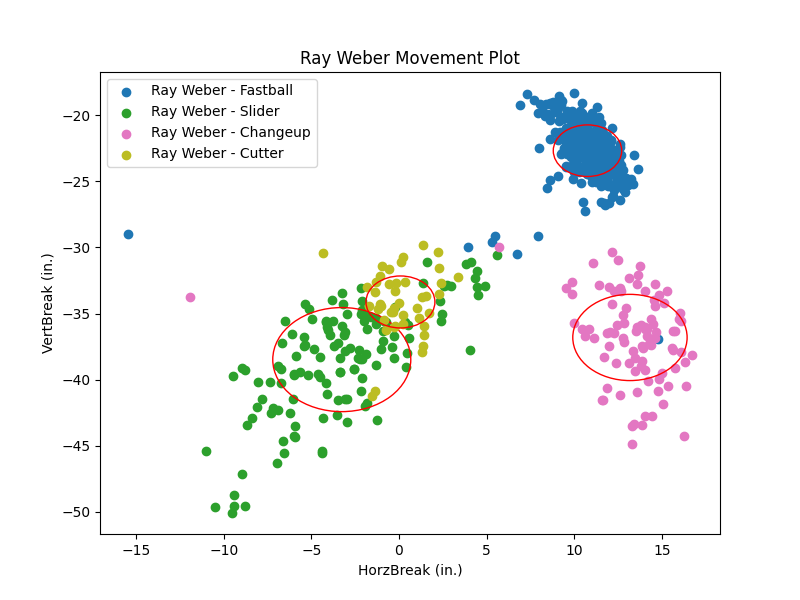 Ray Weber Movement Plot
Ray Weber - Fastball
Ray Weber - Slider
Ray Weber - Changeup
Ray Weber - Cutter
VertBreak (in.)
−20
−25
−30
−35
−40
−45
−50
−15 −10 −5 0 5 10 15
HorzBreak (in.)